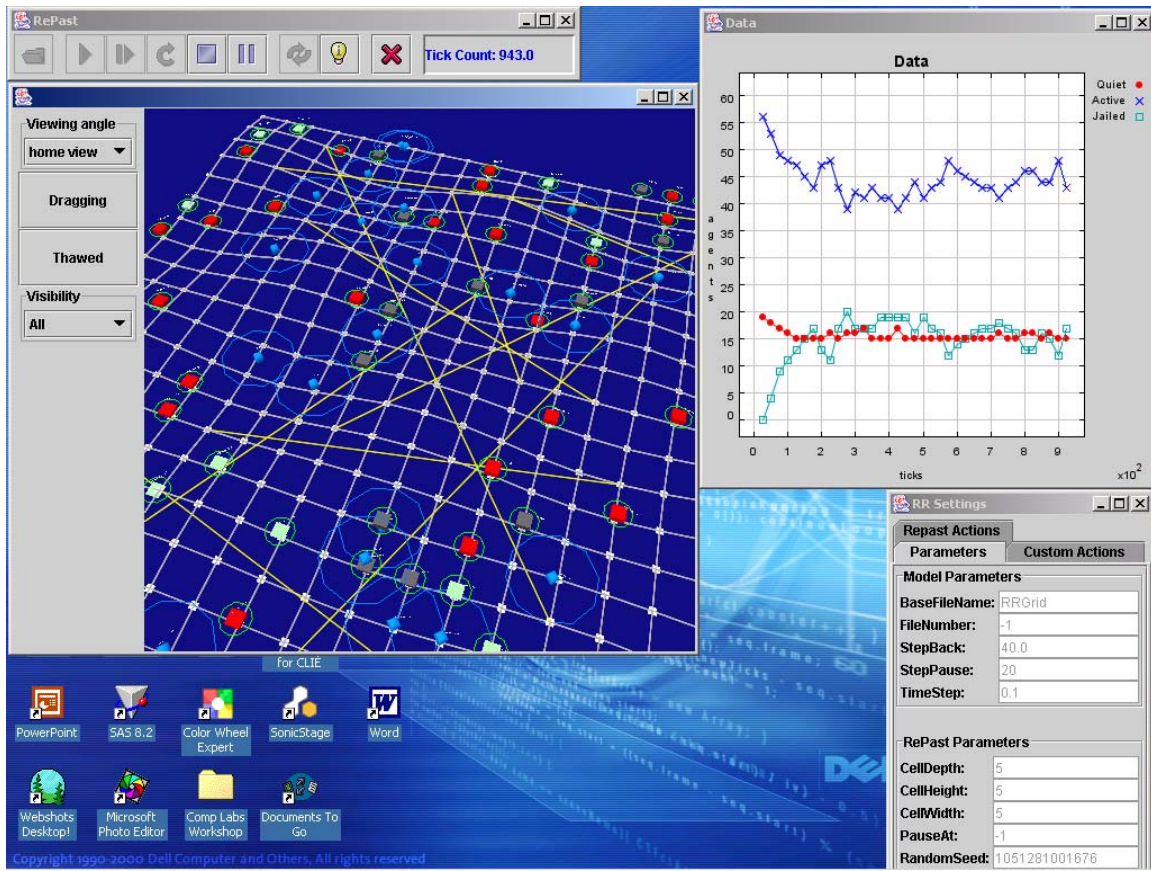 RePast
Tick Count: 943.0
Viewing angle
home view
Dragging
Thawed
Visibility
All
Data
Data
Quiet
Active
Jailed
60
55
50
45
40
35
30
25
20
15
10
5
0
agents
0 1 2 3 4 5 6 7 8 9
ticks
x10^2
RR Settings
Repast Actions
Parameters
Custom Actions
Model Parameters
BaseFileName: RRGrid
FileNumber: -1
StepBack: 40.0
StepPause: 20
TimeStep: 0.1
RePast Parameters
CellDepth: 5
CellHeight: 5
CellWidth: 5
PauseAt: -1
RandomSeed: 1051281001676
for CLIÉ
PowerPoint
SAS 8.2
Color Wheel
Expert
SonicStage
Word
Webshots
Desktop!
Microsoft
Photo Editor
Comp Labs
Workshop
Documents To
Go
Copyright 1990-2000 Dell Computer and Others, All rights reserved